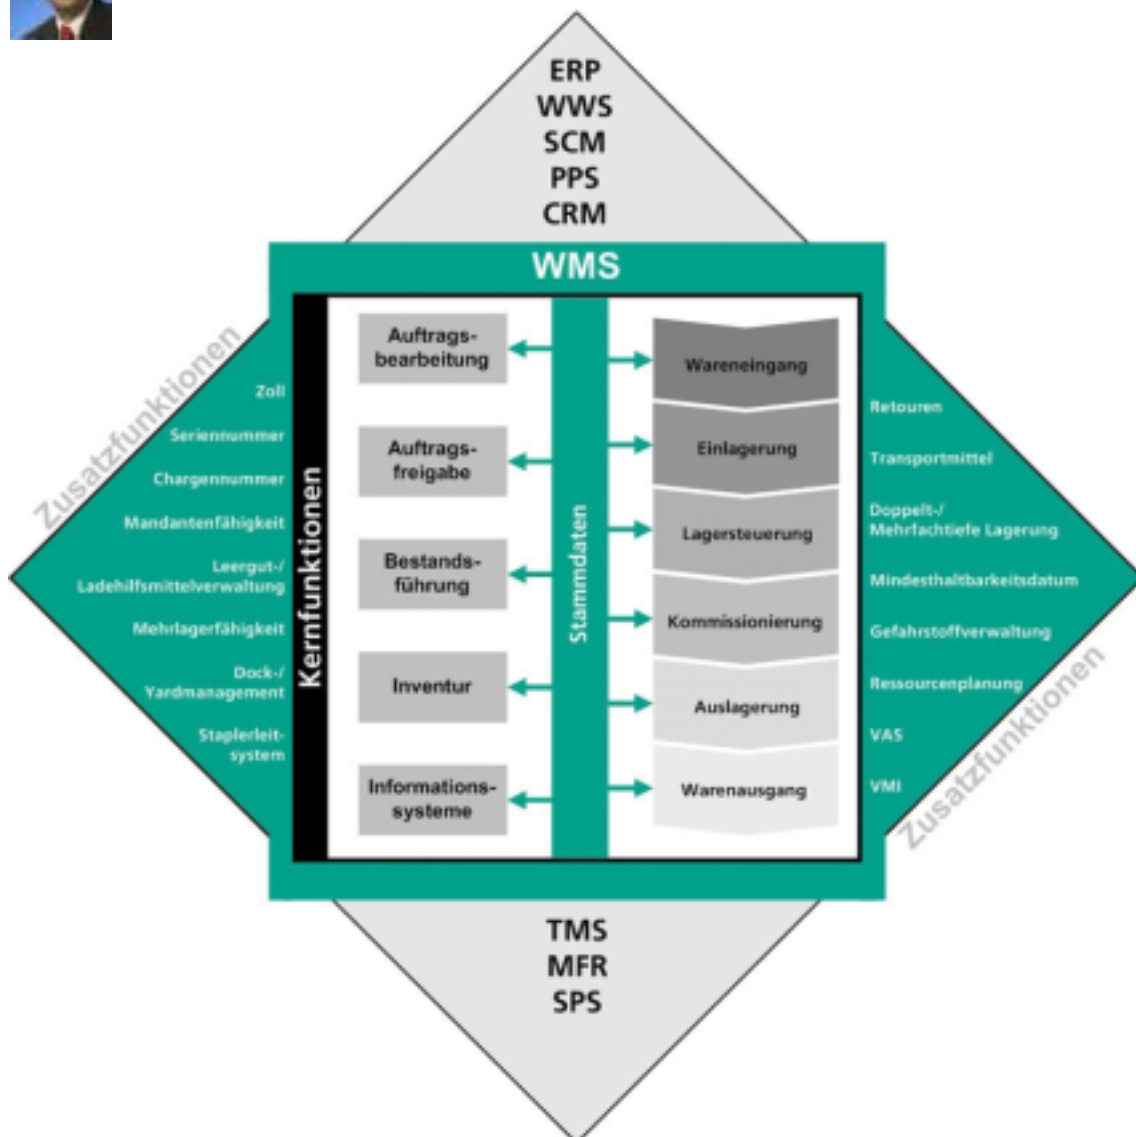 ERP
WWS
SCM
PPS
CRM
WMS
Zusatzfunktionen
Zoll
Seriennummer
Chargennummer
Mandantenfähigkeit
Leergut-/
Ladehilfsmittelverwaltung
Mehrlagerfähigkeit
Dock-/
Yardmanagement
Staplerleit-
system
Kernfunktionen
Auftrags-
bearbeitung
Auftrags-
freigabe
Bestands-
führung
Inventur
Informations-
systeme
Stammdaten
Wareneingang
Einlagerung
Lagersteuerung
Kommissionierung
Auslagerung
Warenausgang
Retouren
Transportmittel
Doppelt-/
Mehrfachtiefe Lagerung
Mindesthaltbarkeitsdatum
Gefahrstoffverwaltung
Ressourcenplanung
VAS
VMI
Zusatzfunktionen
TMS
MFR
SPS